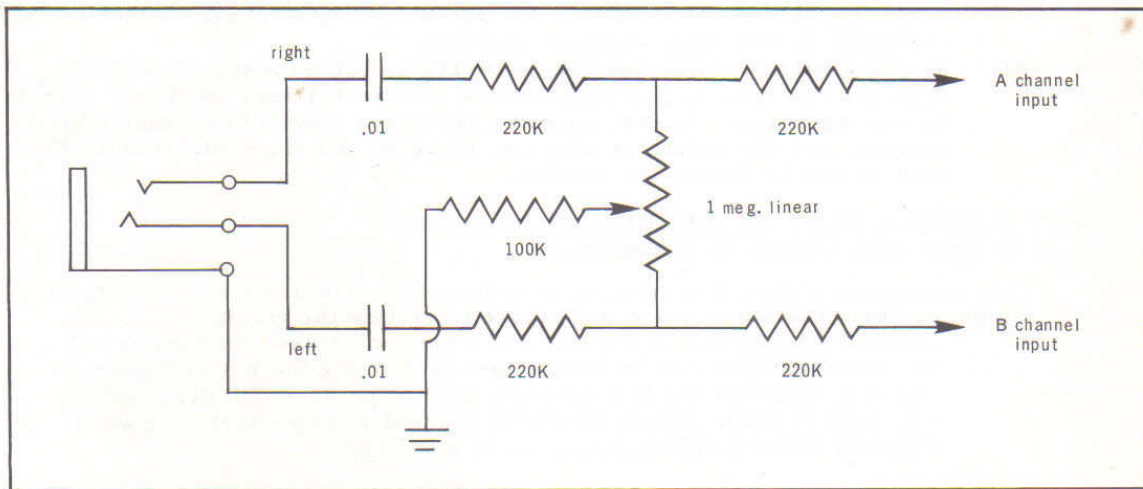 right
.01
220K
220K
A channel
input
1 meg. linear
100K
left
.01
220K
220K
B channel
input